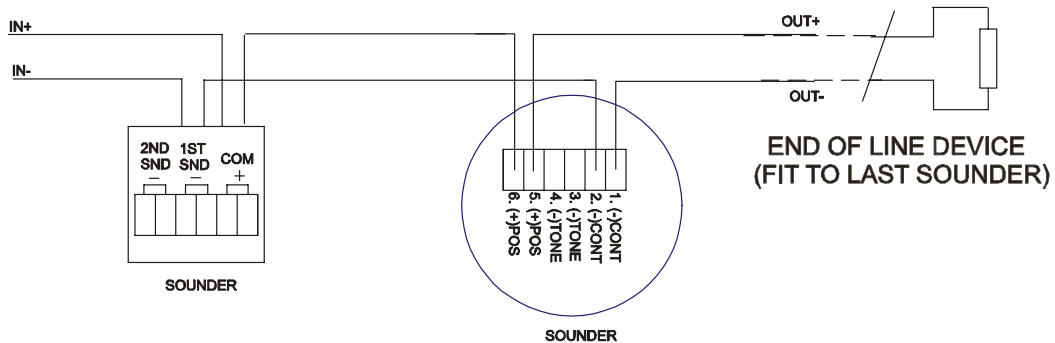 IN+
IN-
OUT+
OUT-
2ND
SND
–
1ST
SND
–
COM
+
SOUNDER
6. (+)POS
5. (+)POS
4. (-)TONE
3. (-)TONE
2. (-)CONT
1. (-)CONT
SOUNDER
END OF LINE DEVICE
(FIT TO LAST SOUNDER)